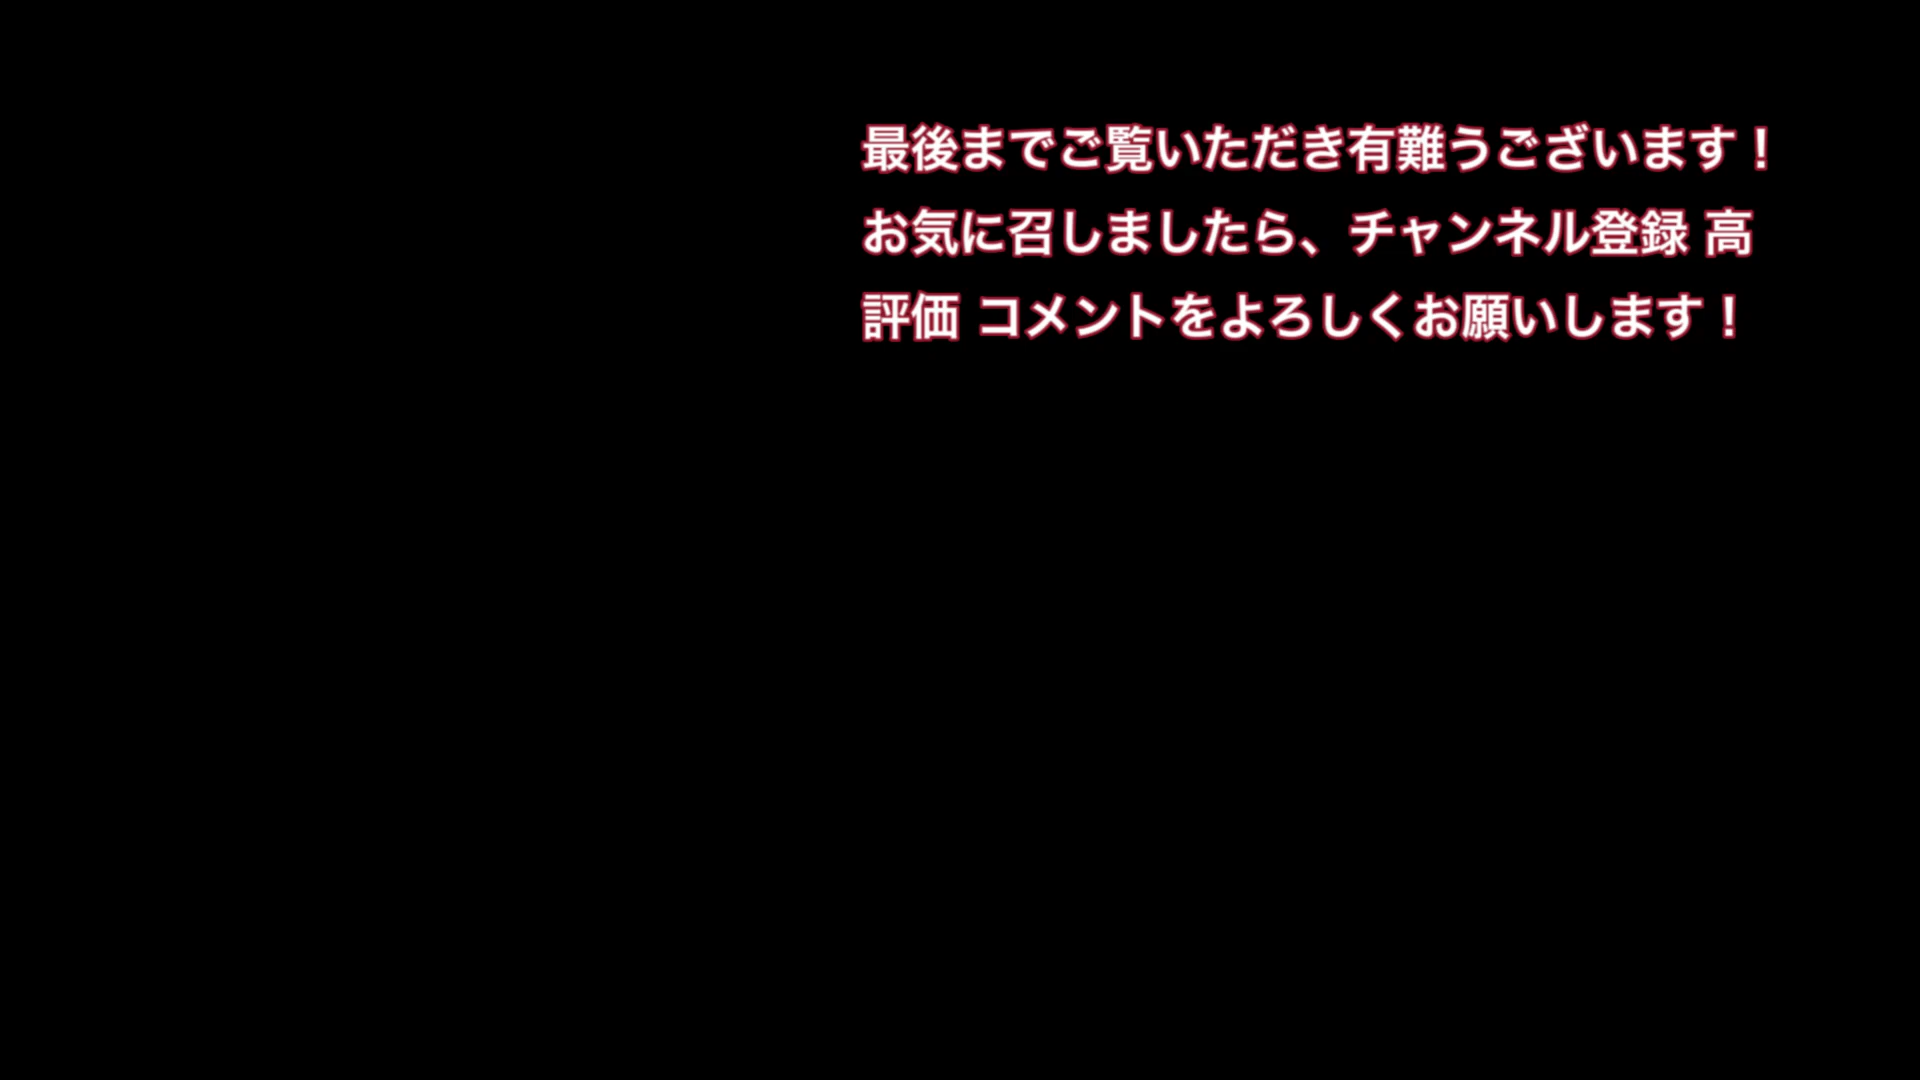 最後までご覧いただき有難うございます！
お気に召しましたら、チャンネル登録 高
評価 コメントをよろしくお願いします！